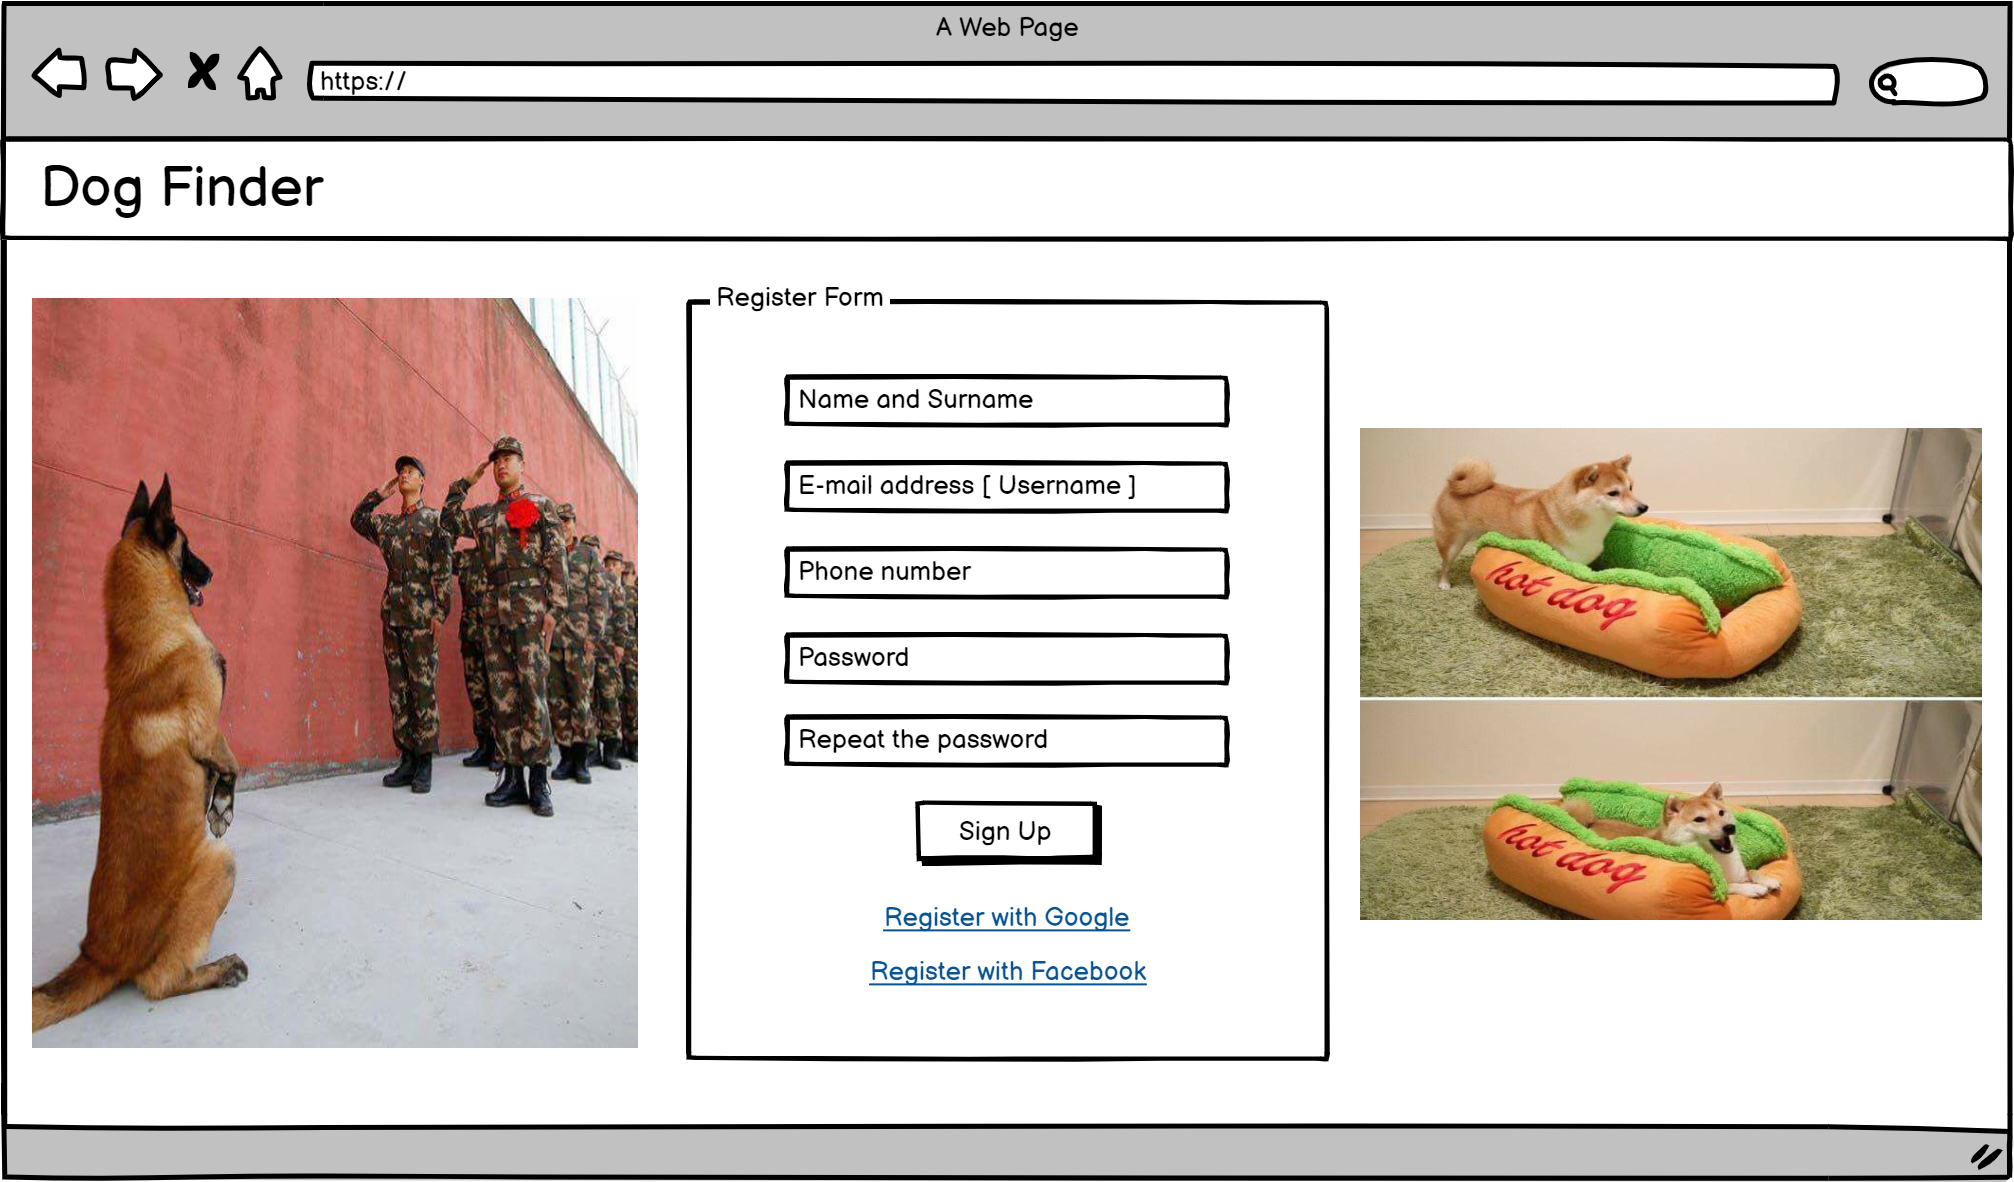 A Web Page
https://
Dog Finder
Register Form
Name and Surname
E-mail address [ Username ]
Phone number
Password
Repeat the password
Sign Up
Register with Google
Register with Facebook
hot dog
hot dog